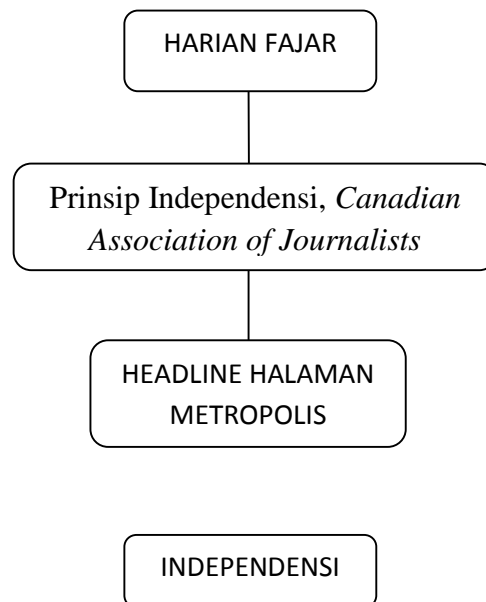 HARIAN FAJAR
Prinsip Independensi, Canadian
Association of Journalists
HEADLINE HALAMAN
METROPOLIS
INDEPENDENSI